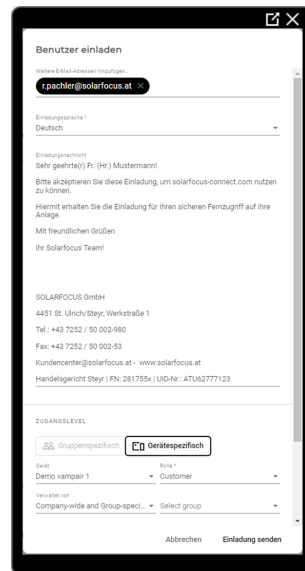 Benutzer einladen
Weitere E-Mail-Adressen hinzufügen...
r.pachler@solarfocus.at
Einladungssprache *
Deutsch
Einladungsnachricht
Sehr geehrte(r) Fr. (Hr.) Mustermann!
Bitte akzeptieren Sie diese Einladung, um solarfocus-connect.com nutzen
zu können.
Hiermit erhalten Sie die Einladung für Ihren sicheren Fernzugriff auf ihre
Anlage.
Mit freundlichen Grüßen
Ihr Solarfocus Team!
SOLARFOCUS GmbH
4451 St. Ulrich/Steyr, Werkstraße 1
Tel.: +43 7252 / 50 002-980
Fax: +43 7252 / 50 002-53
Kundencenter@solarfocus.at - www.solarfocus.at
Handelsgericht Steyr | FN: 281755x | UID-Nr.: ATU62777123
ZUGANGSLEVEL
Gruppenspezifisch Gerätespezifisch
Gerät Rolle *
Demo vampair 1 Customer
Verwaltet von
Company-wide and Group-speci... Select group
Abbrechen Einladung senden